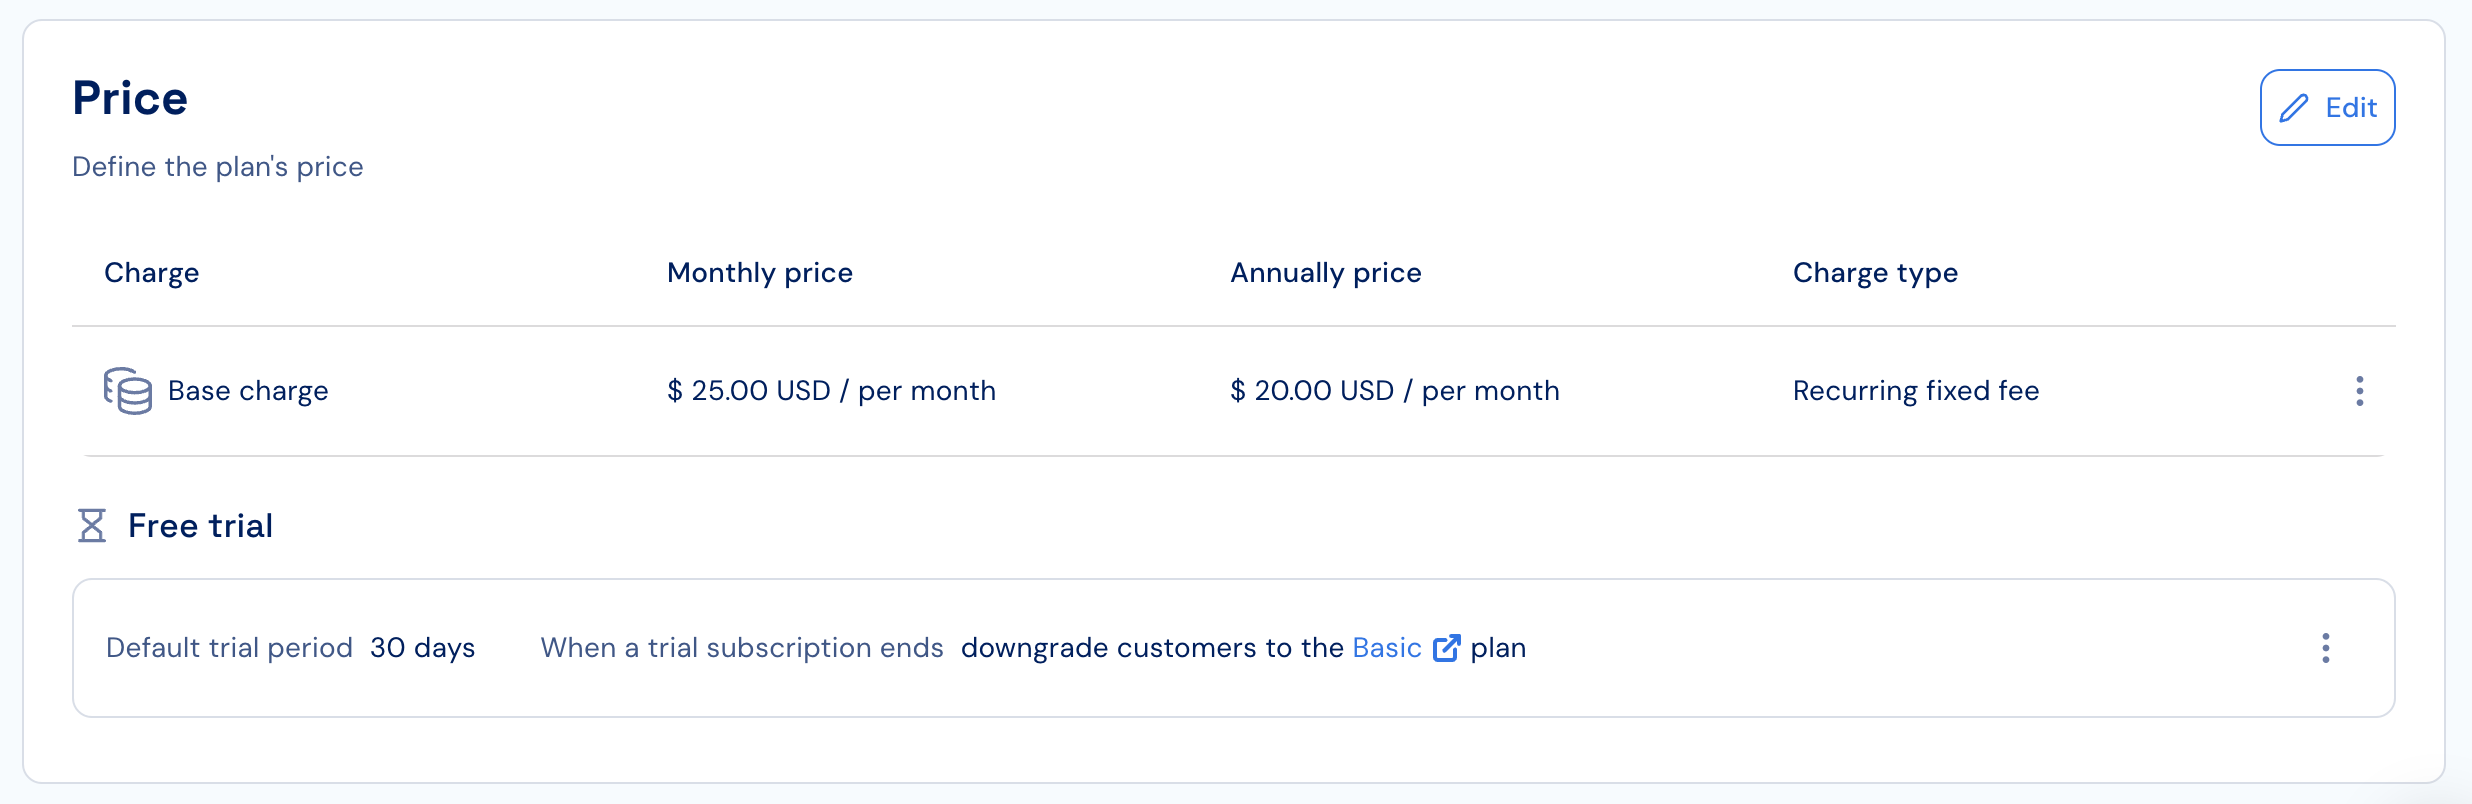 Price
Edit
Define the plan's price
Charge Monthly price Annually price Charge type
Base charge $ 25.00 USD / per month $ 20.00 USD / per month Recurring fixed fee
Free trial
Default trial period 30 days When a trial subscription ends downgrade customers to the Basic plan